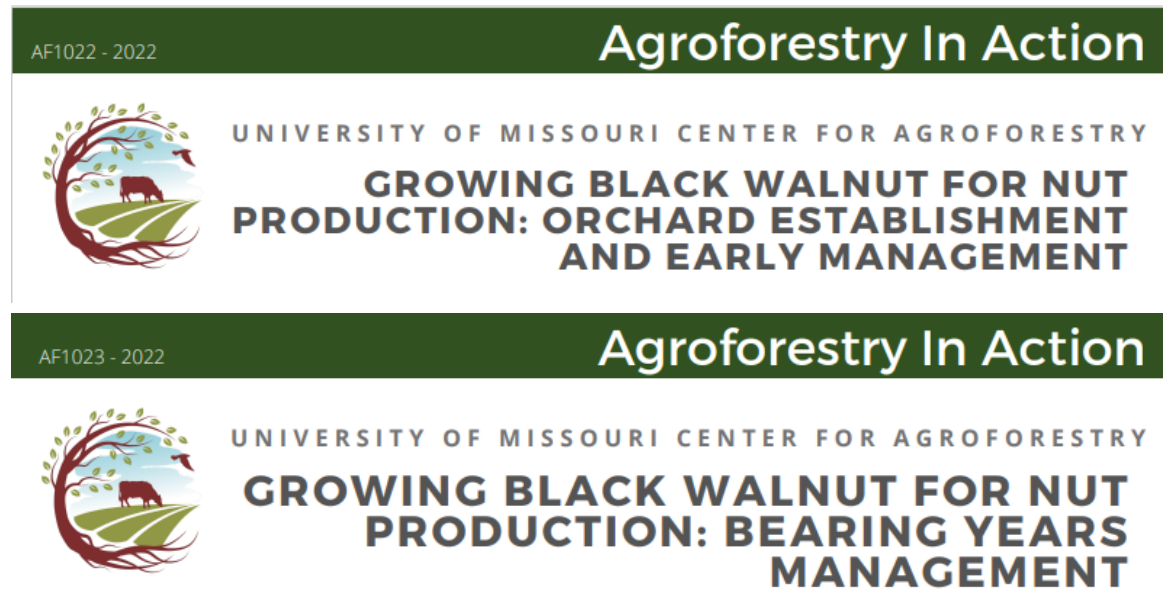 AF1022 - 2022
Agroforestry In Action
UNIVERSITY OF MISSOURI CENTER FOR AGROFORESTRY
GROWING BLACK WALNUT FOR NUT
PRODUCTION: ORCHARD ESTABLISHMENT
AND EARLY MANAGEMENT
AF1023 - 2022
Agroforestry In Action
UNIVERSITY OF MISSOURI CENTER FOR AGROFORESTRY
GROWING BLACK WALNUT FOR NUT
PRODUCTION: BEARING YEARS
MANAGEMENT